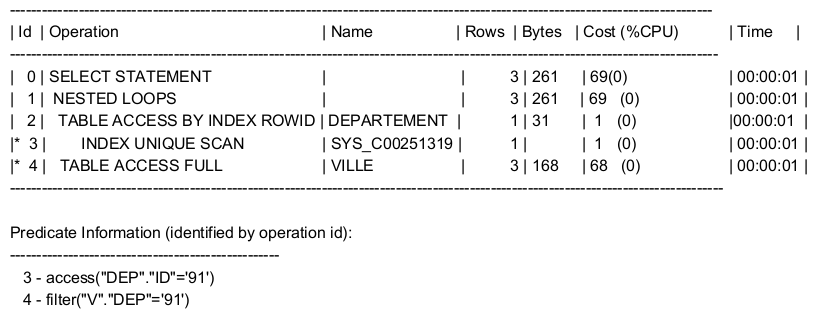 ------------------------------------------------------------------------------------------------------------------------------------
| Id | Operation | Name | Rows | Bytes | Cost (%CPU) | Time |
------------------------------------------------------------------------------------------------------------------------------------
| 0 | SELECT STATEMENT | | 3 | 261 | 69(0) | 00:00:01 |
| 1 | NESTED LOOPS | | 3 | 261 | 69 (0) | 00:00:01 |
| 2 | TABLE ACCESS BY INDEX ROWID | DEPARTEMENT | 1 | 31 | 1 (0) |00:00:01 |
|* 3 | INDEX UNIQUE SCAN | SYS_C00251319 | 1 | | 1 (0) | 00:00:01 |
|* 4 | TABLE ACCESS FULL | VILLE | 3 | 168 | 68 (0) | 00:00:01 |
------------------------------------------------------------------------------------------------------------------------------------
Predicate Information (identified by operation id):
---------------------------------------------------
3 - access("DEP"."ID"='91')
4 - filter("V"."DEP"='91')